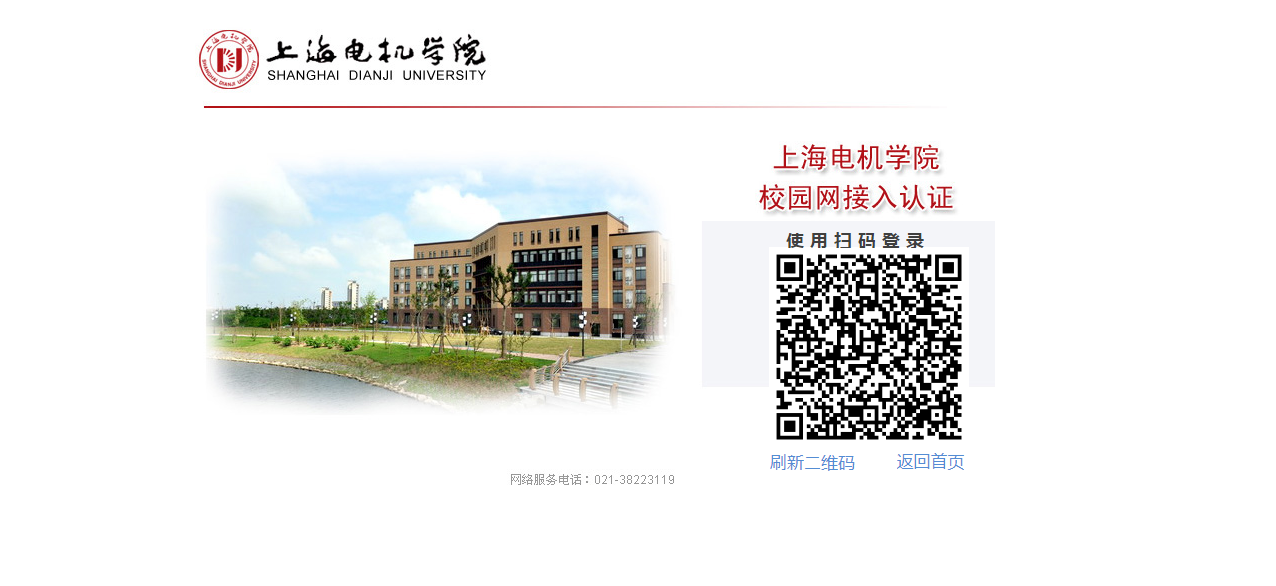 上海电机学院
SHANGHAI DIANJI UNIVERSITY
上海电机学院
校园网接入认证
使用扫码登录
刷新二维码
返回首页
网络服务电话：021-38223119